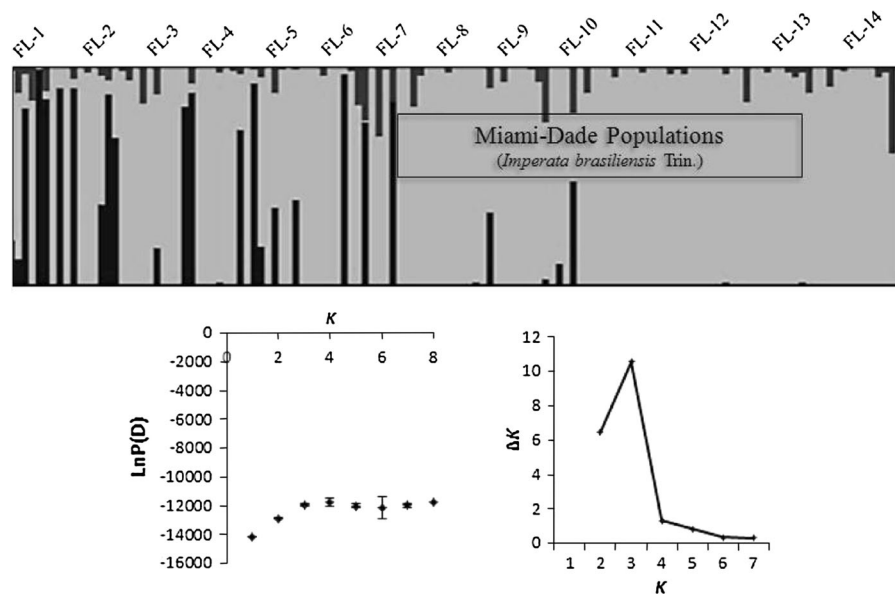 FL-1 FL-2 FL-3 FL-4 FL-5 FL-6 FL-7 FL-8 FL-9 FL-10 FL-11 FL-12 FL-13 FL-14
Miami-Dade Populations
(Imperata brasiliensis Trin.)
K
0 2 4 6 8
0
-2000
-4000
-6000
-8000
-10000
-12000
-14000
-16000
LnP(D)
12
10
8
6
4
2
0
ΔK
1 2 3 4 5 6 7
K